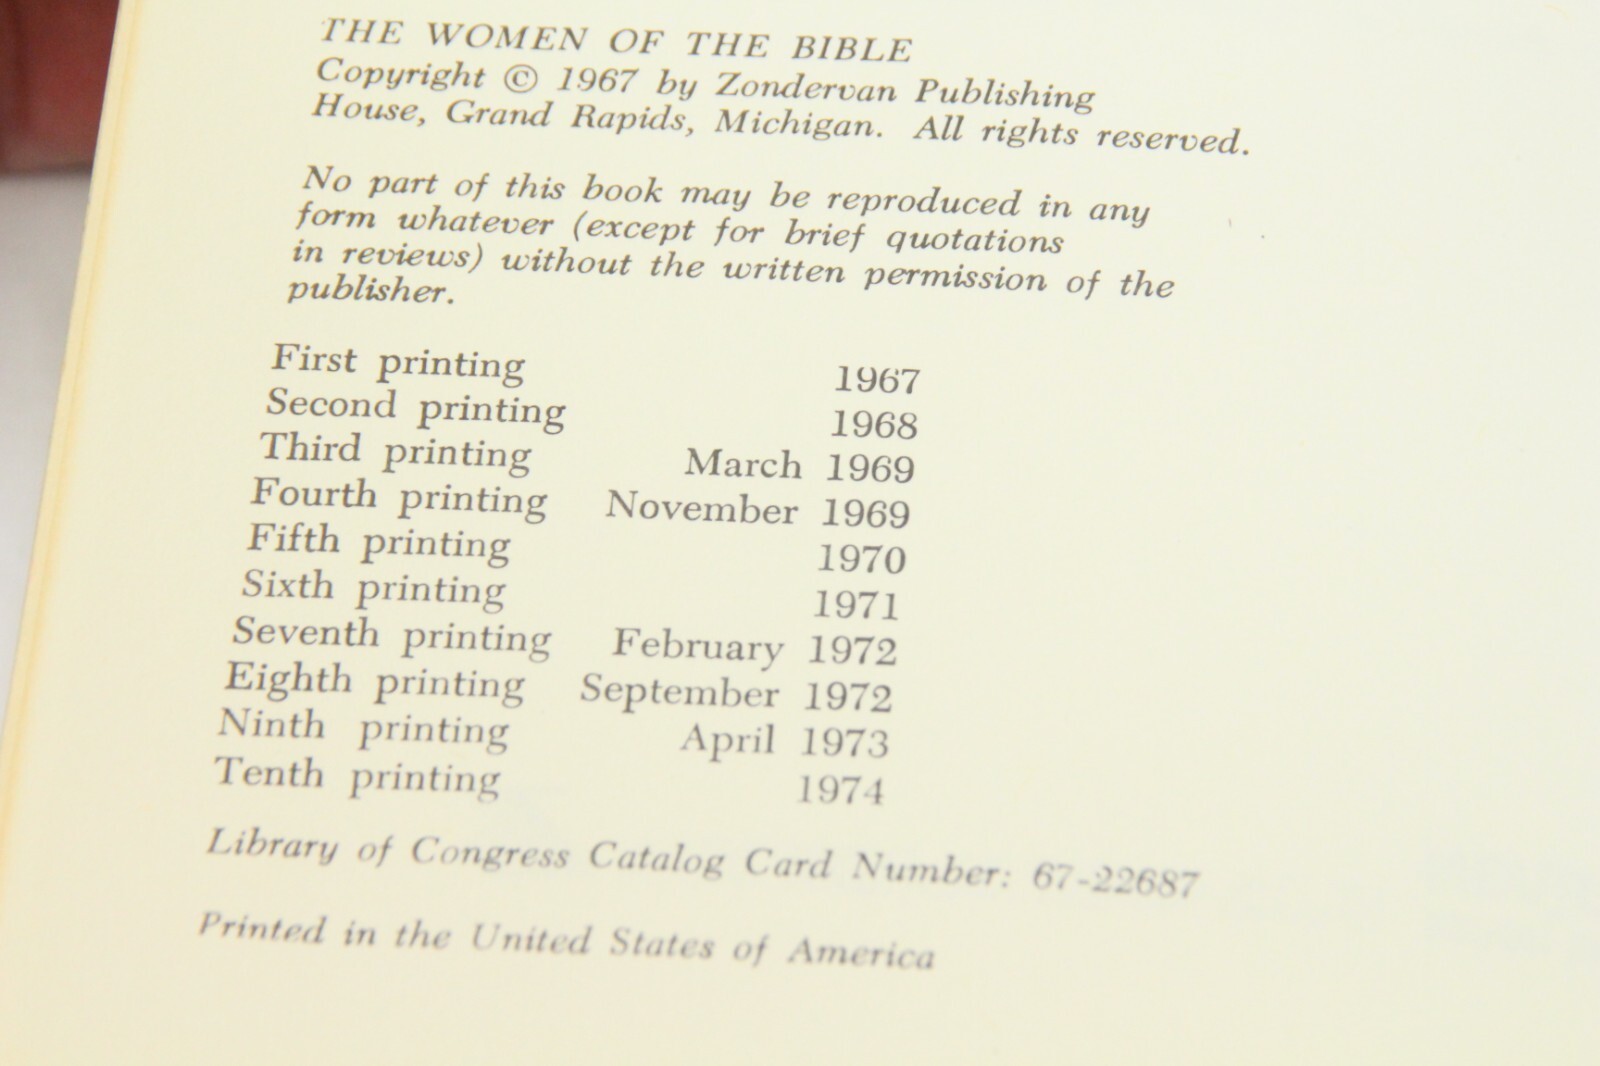 THE WOMEN OF THE BIBLE
Copyright © 1967 by Zondervan Publishing
House, Grand Rapids, Michigan. All rights reserved.
No part of this book may be reproduced in any
form whatever (except for brief quotations
in reviews) without the written permission of the
publisher.
First printing 1967
Second printing 1968
Third printing March 1969
Fourth printing November 1969
Fifth printing 1970
Sixth printing 1971
Seventh printing February 1972
Eighth printing September 1972
Ninth printing April 1973
Tenth printing 1974
Library of Congress Catalog Card Number: 67-22687
Printed in the United States of America